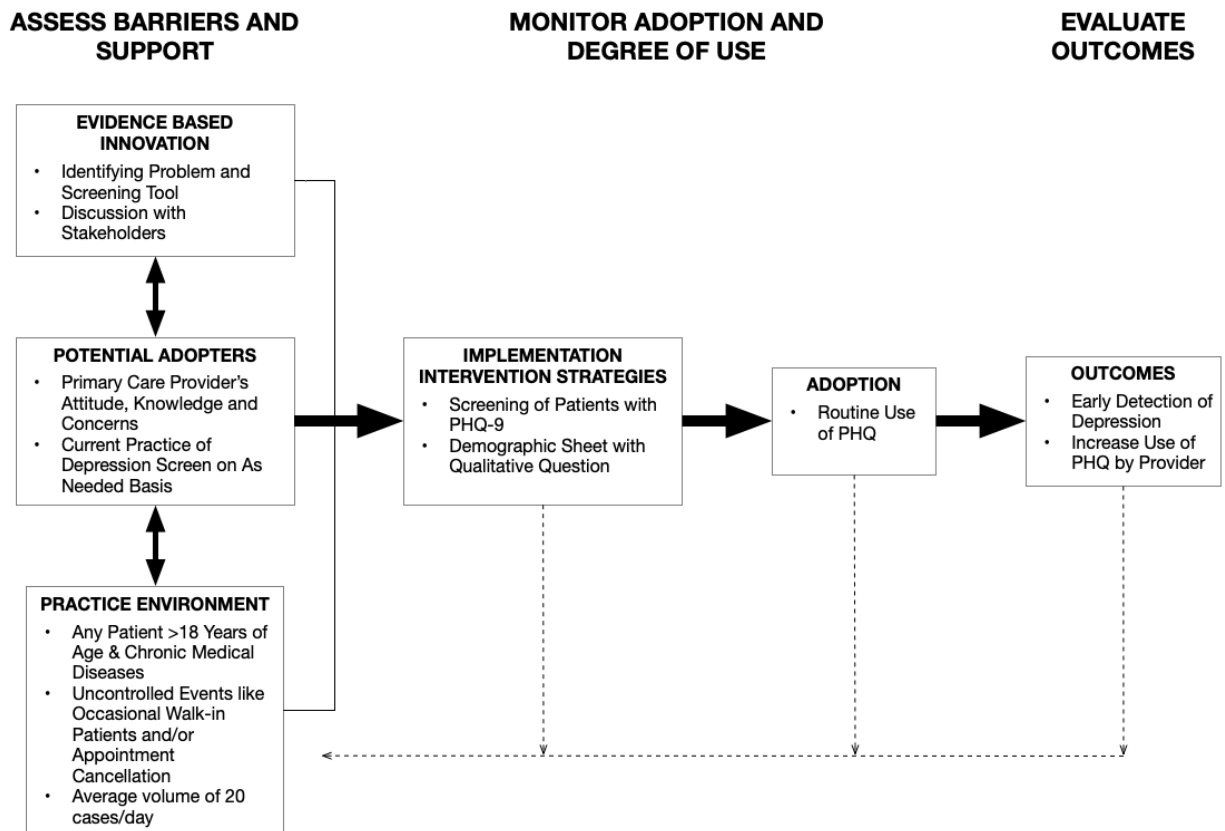 ASSESS BARRIERS AND
SUPPORT
MONITOR ADOPTION AND
DEGREE OF USE
EVALUATE
OUTCOMES
EVIDENCE BASED
INNOVATION
• Identifying Problem and
Screening Tool
• Discussion with
Stakeholders
POTENTIAL ADOPTERS
• Primary Care Provider's
Attitude, Knowledge and
Concerns
• Current Practice of
Depression Screen on As
Needed Basis
PRACTICE ENVIRONMENT
• Any Patient >18 Years of
Age & Chronic Medical
Diseases
• Uncontrolled Events like
Occasional Walk-in
Patients and/or
Appointment
Cancellation
• Average volume of 20
cases/day
IMPLEMENTATION
INTERVENTION STRATEGIES
• Screening of Patients with
PHQ-9
• Demographic Sheet with
Qualitative Question
ADOPTION
• Routine Use
of PHQ
OUTCOMES
• Early Detection of
Depression
• Increase Use of
PHQ by Provider